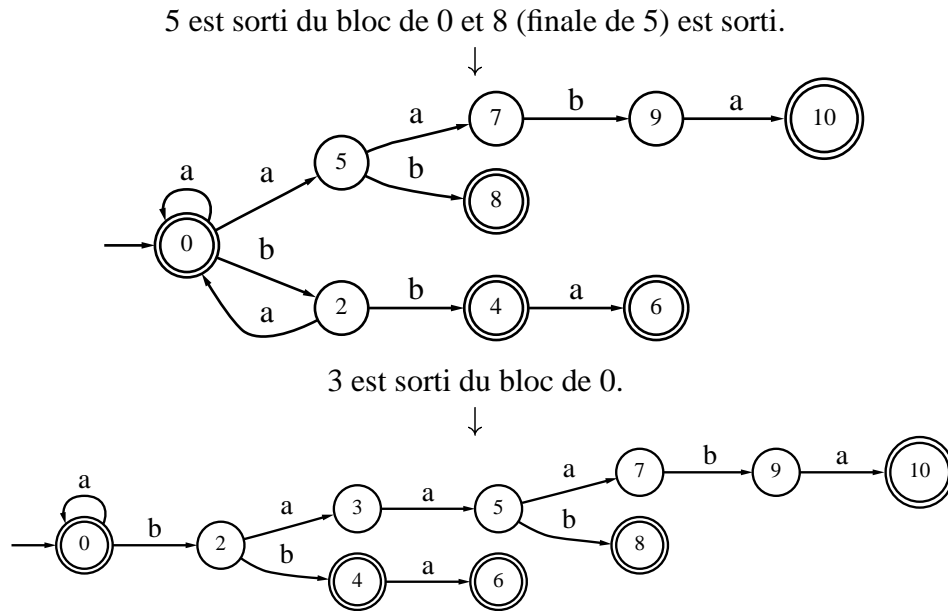 5 est sorti du bloc de 0 et 8 (finale de 5) est sorti.
↓
a b a
7 9 10
a 5 b
a 8
0 b
2 b 4 a 6
a
3 est sorti du bloc de 0.
↓
a b a
7 9 10
a a 3 a 5 b
0 b 2 b 8
4 a 6